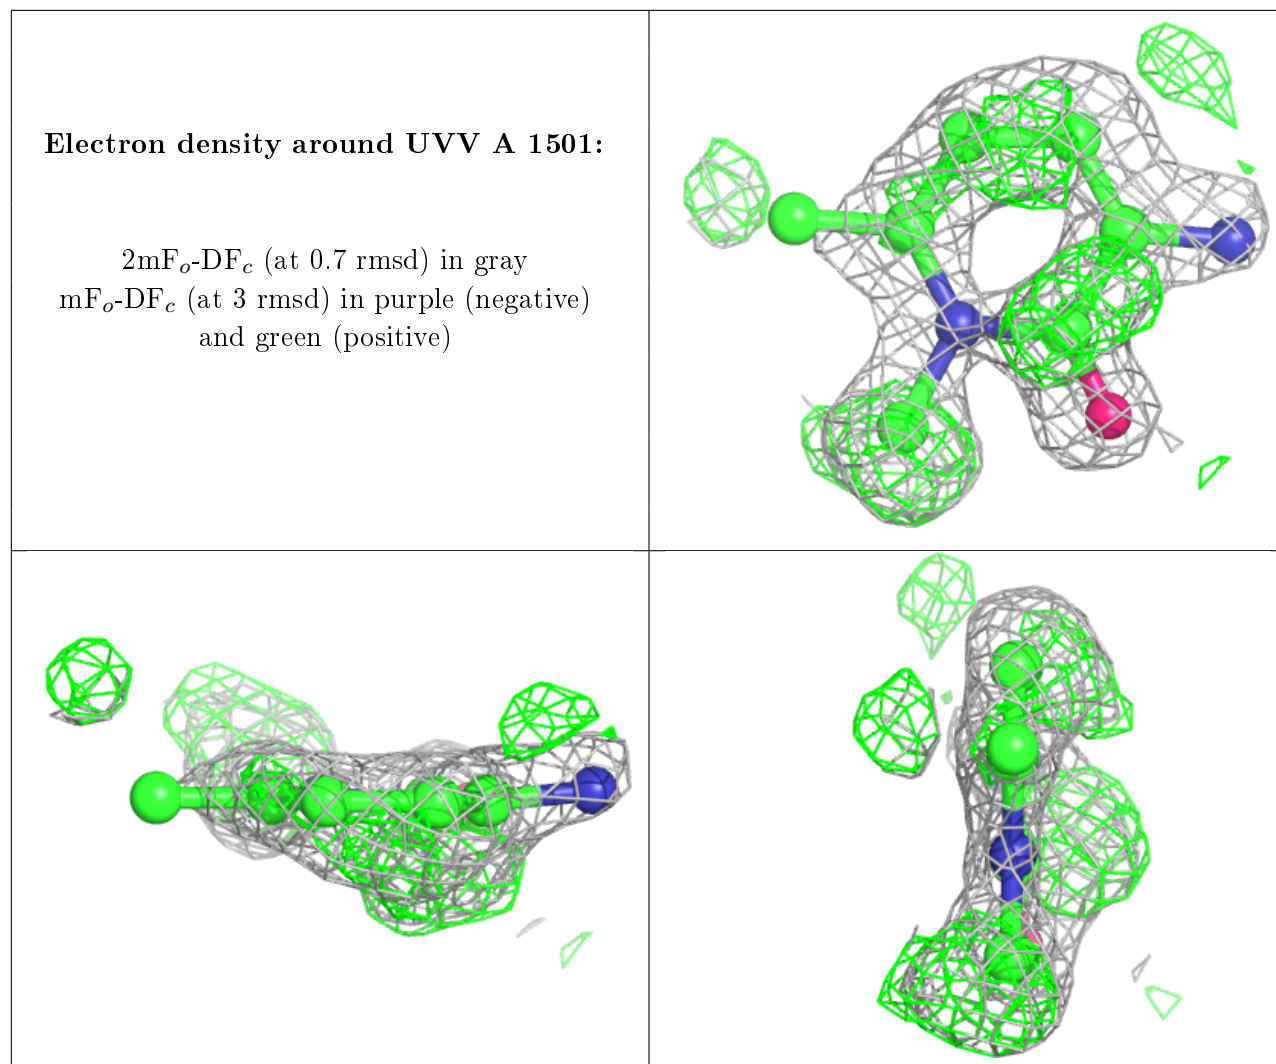 Electron density around UVV A 1501:
2mFₒ-DF𝒸 (at 0.7 rmsd) in gray
mFₒ-DF𝒸 (at 3 rmsd) in purple (negative)
and green (positive)